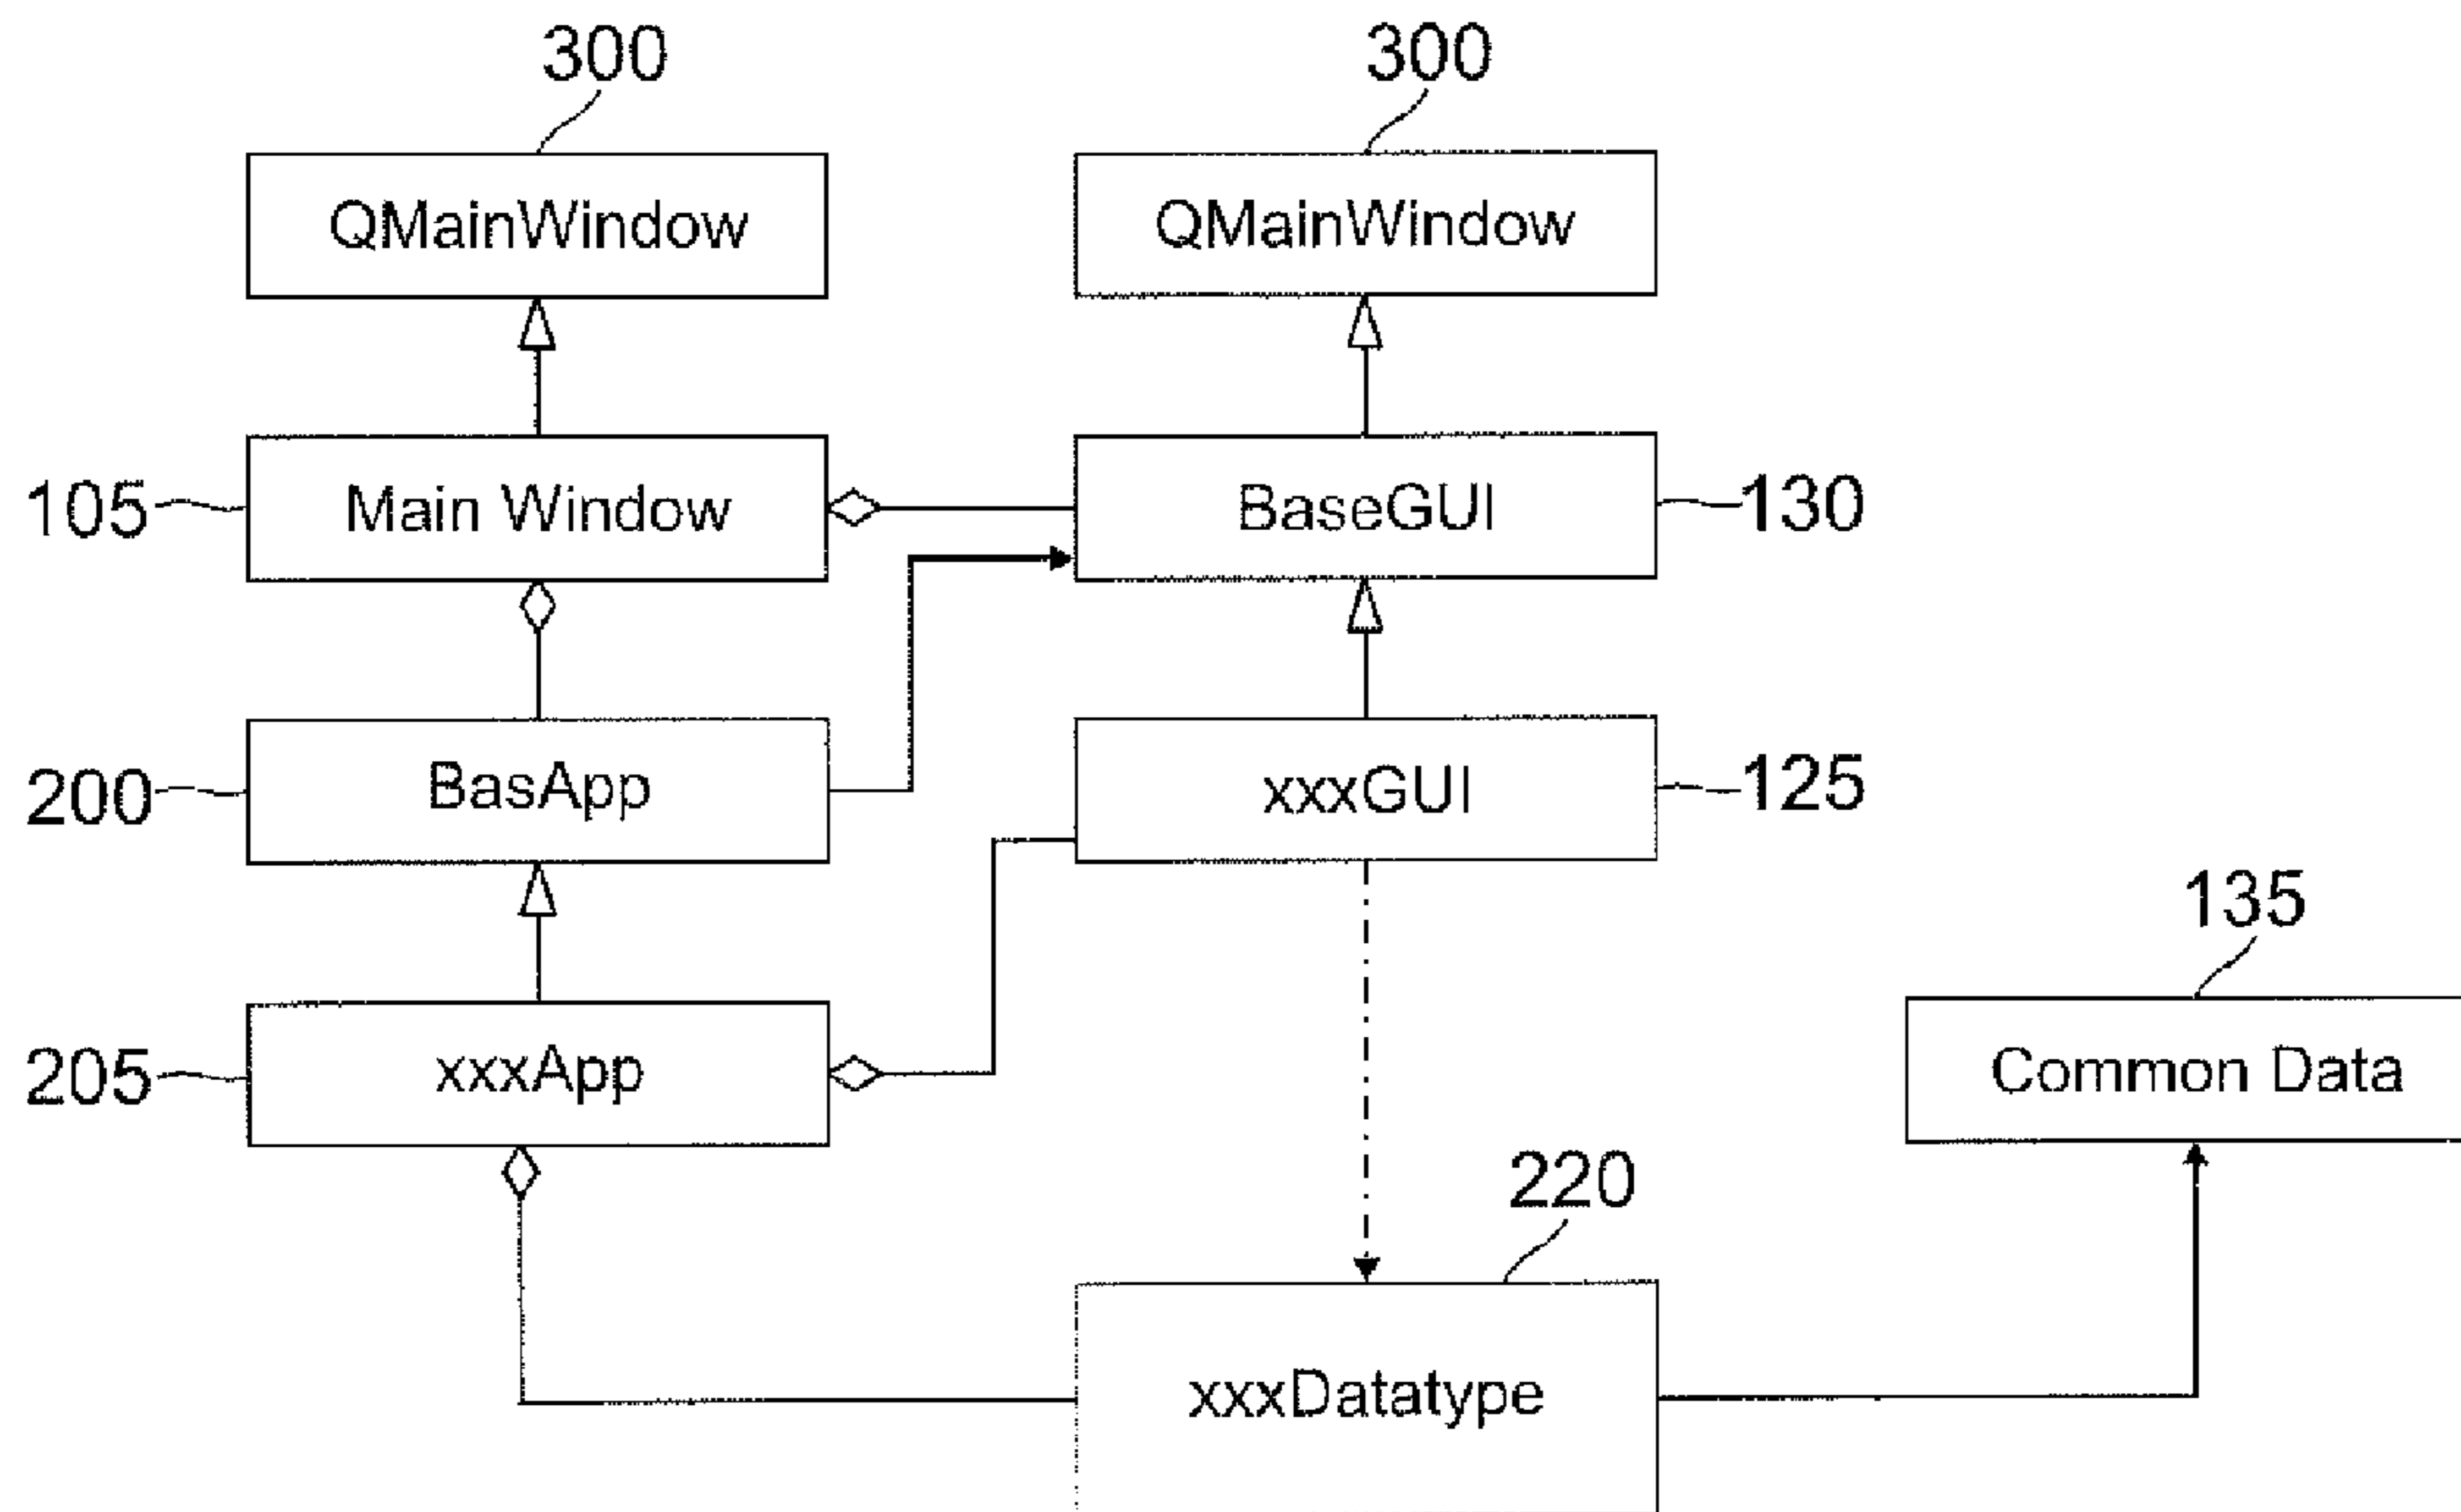 300 300
QMainWindow QMainWindow
105 Main Window BaseGUI 130
200 BasApp xxxGUI 125
135
205 xxxApp Common Data
220
xxxDatatype